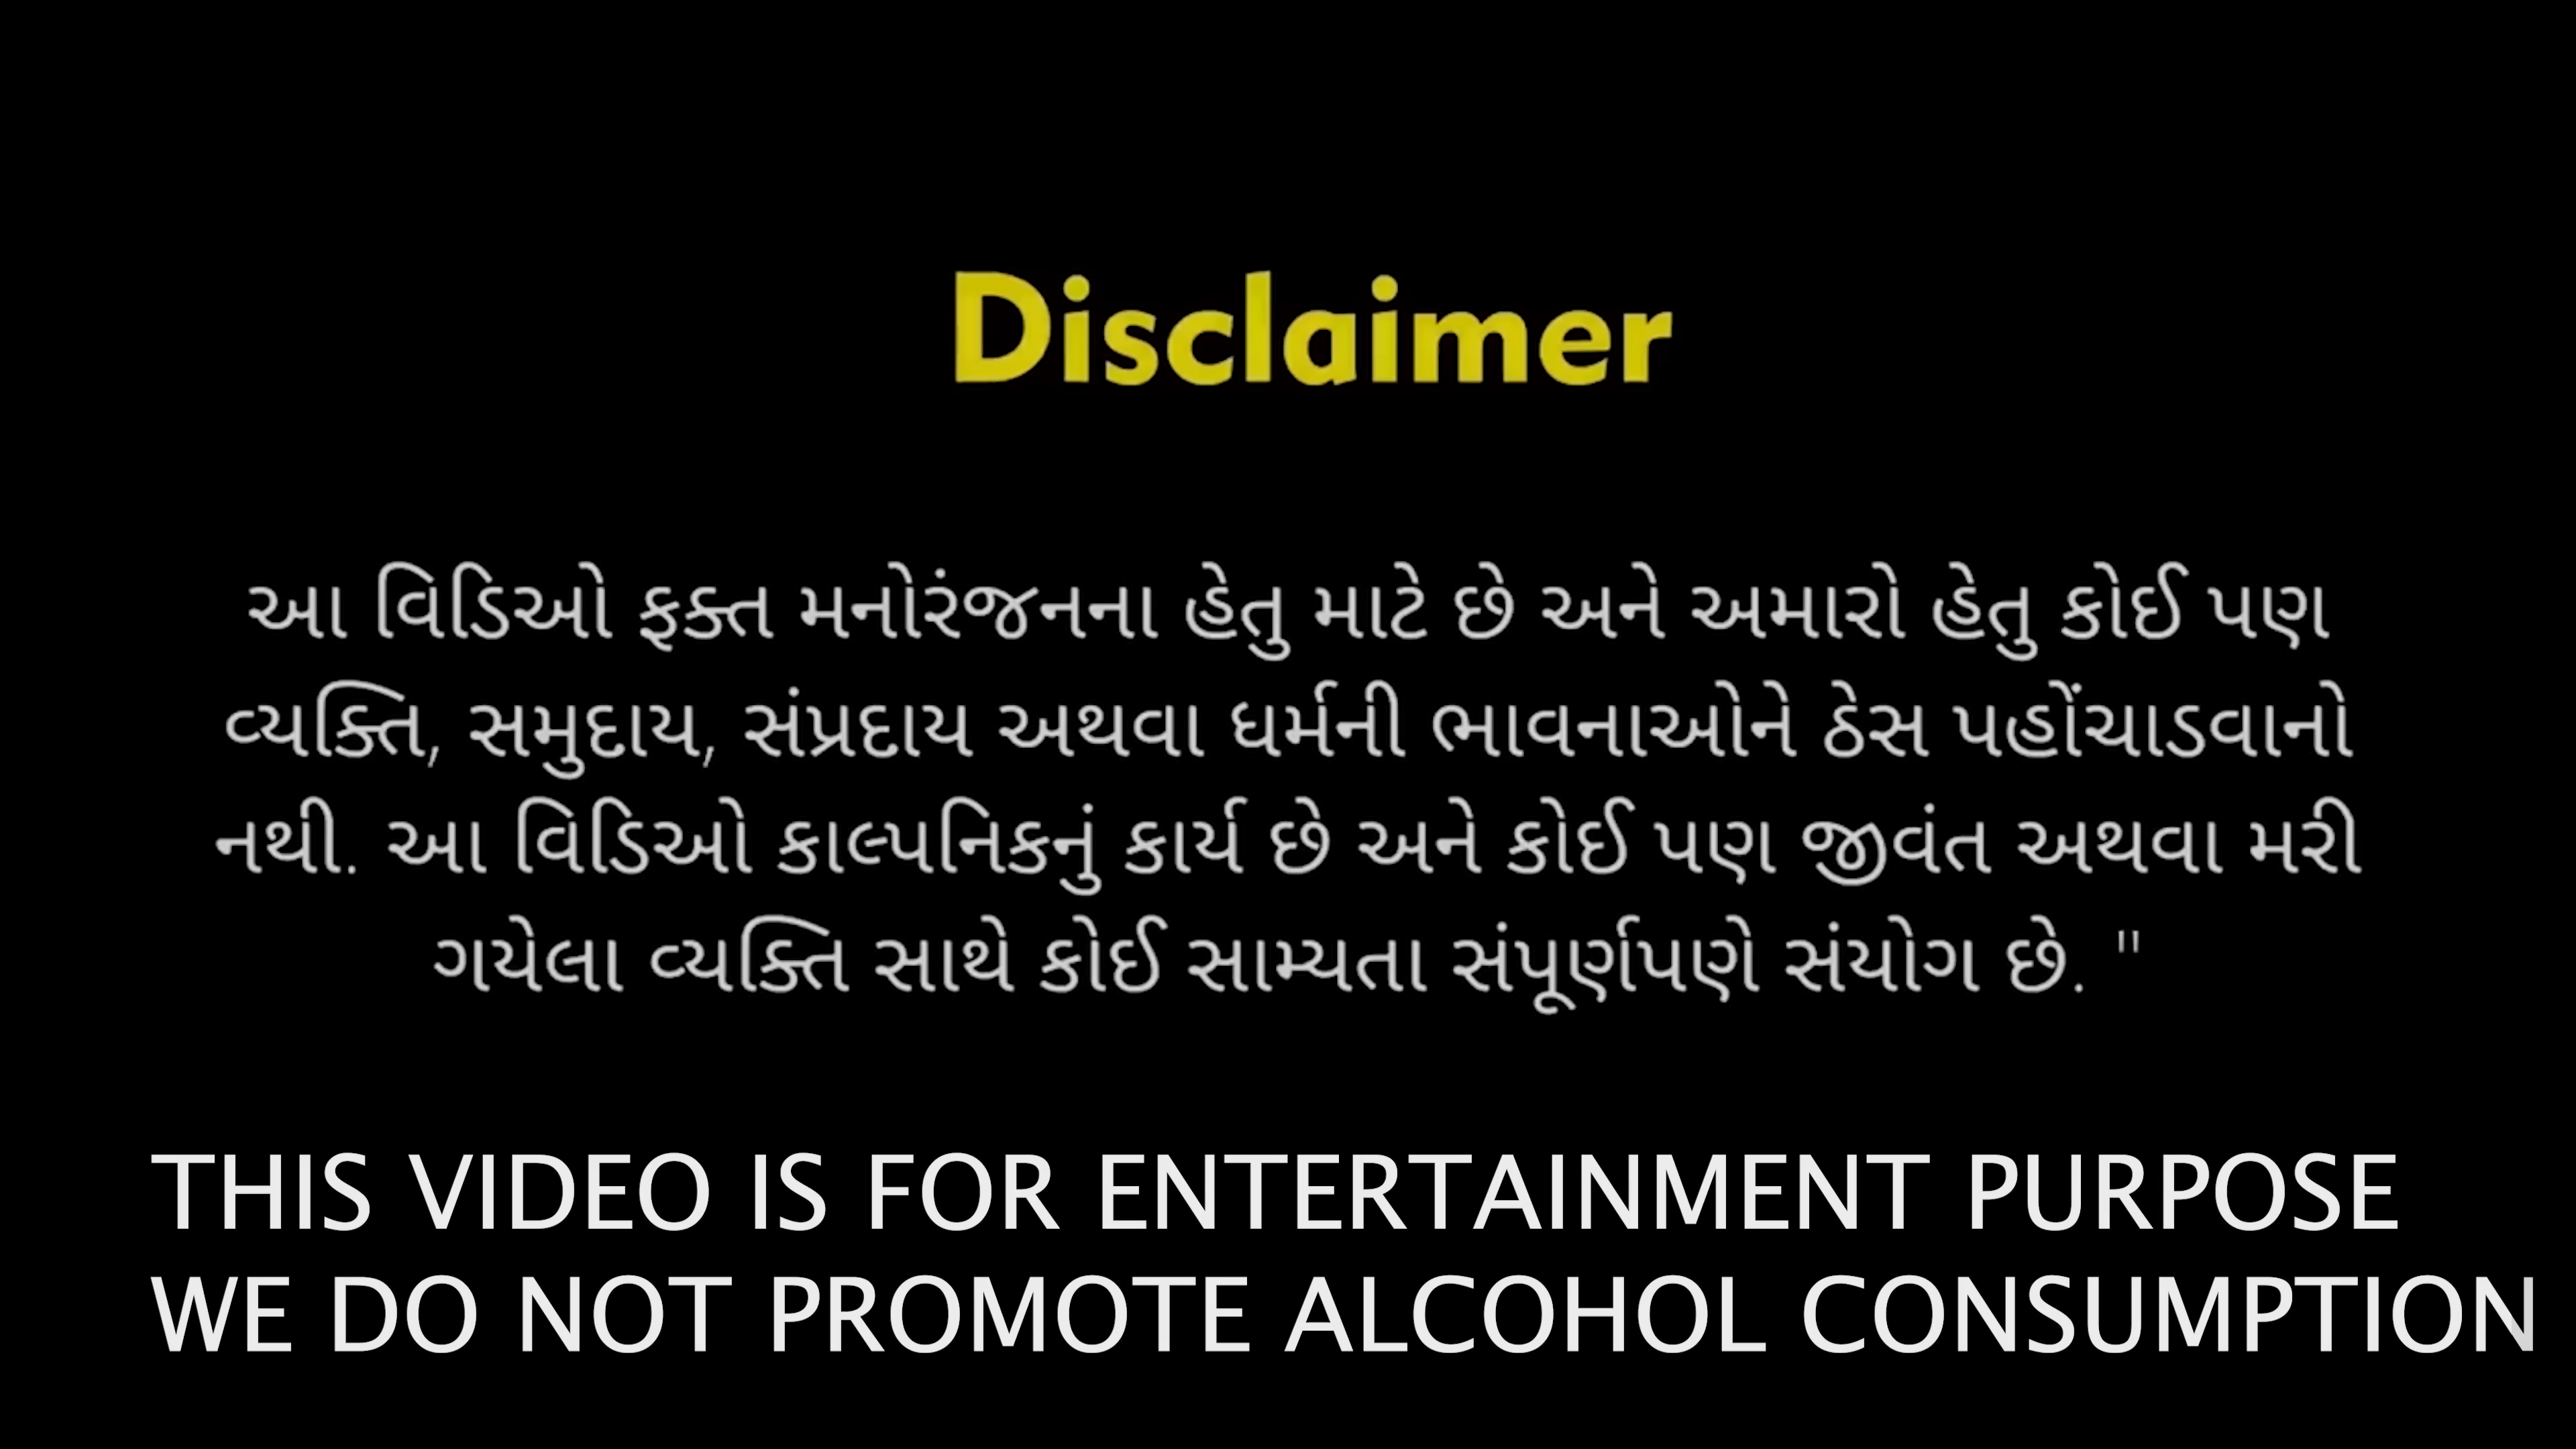 Disclaimer
આ વિડિઓ ફક્ત મનોરંજનના હેતુ માટે છે અને અમારો હેતુ કોઈ પણ
વ્યક્તિ, સમુદાય, સંપ્રદાય અથવા ધર્મની ભાવનાઓને ઠેસ પહોંચાડવાનો
નથી. આ વિડિઓ કાલ્પનિકનું કાર્ય છે અને કોઈ પણ જીવંત અથવા મરી
ગયેલા વ્યક્તિ સાથે કોઈ સામ્યતા સંપૂર્ણપણે સંયોગ છે. "
THIS VIDEO IS FOR ENTERTAINMENT PURPOSE
WE DO NOT PROMOTE ALCOHOL CONSUMPTION